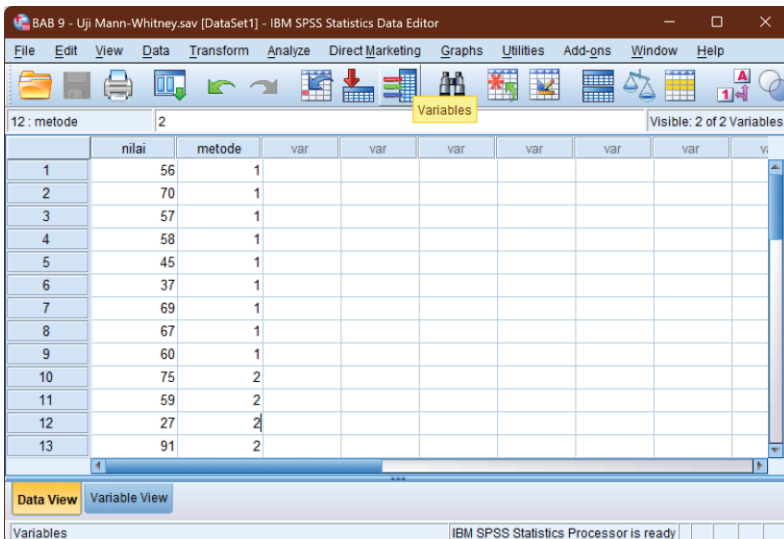 BAB 9 - Uji Mann-Whitney.sav [DataSet1] - IBM SPSS Statistics Data Editor
File Edit View Data Transform Analyze Direct Marketing Graphs Utilities Add-ons Window Help
Variables
12 : metode 2 Visible: 2 of 2 Variables
nilai metode var var var var var var
1 56 1
2 70 1
3 57 1
4 58 1
5 45 1
6 37 1
7 69 1
8 67 1
9 60 1
10 75 2
11 59 2
12 27 2
13 91 2
Data View Variable View
Variables IBM SPSS Statistics Processor is ready